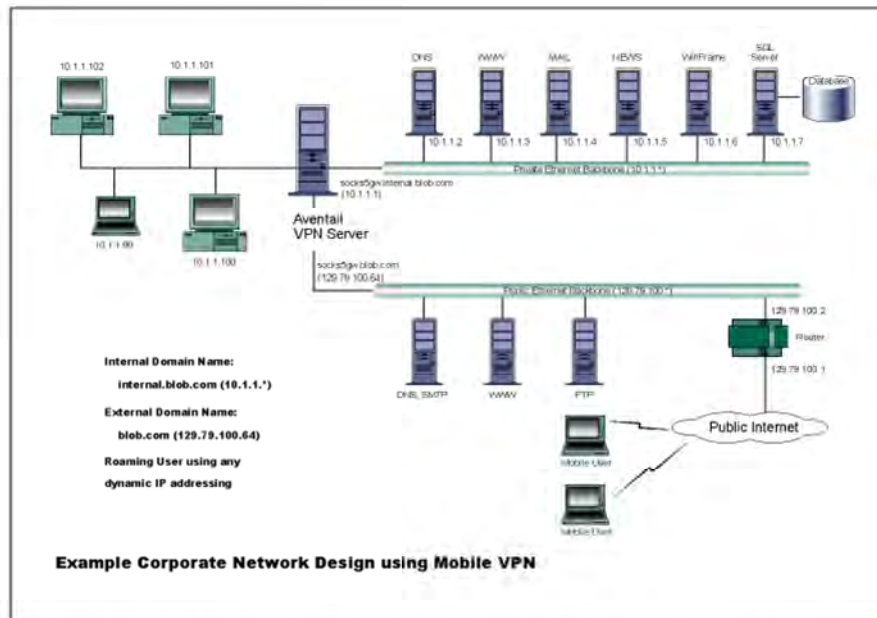 10.1.1.102
10.1.1.101
DNS
WWW
MAIL
NEWS
WinFrame
SQL
Server
Database
10.1.1.2
10.1.1.3
10.1.1.4
10.1.1.5
10.1.1.6
10.1.1.7
Private Ethernet Backbone (10.1.1.*)
socks5gw.internal.blob.com
(10.1.1.1)
Aventail
VPN Server
10.1.1.100
socks5gw.blob.com
(129.79.100.64)
Public Ethernet Backbone (129.79.100.*)
129.79.100.2
Router
129.79.100.1
DNS, SMTP
WWW
FTP
Internal Domain Name:
internal.blob.com (10.1.1.*)
External Domain Name:
blob.com (129.79.100.64)
Roaming User using any
dynamic IP addressing
Public Internet
Mobile User
Mobile User
Example Corporate Network Design using Mobile VPN